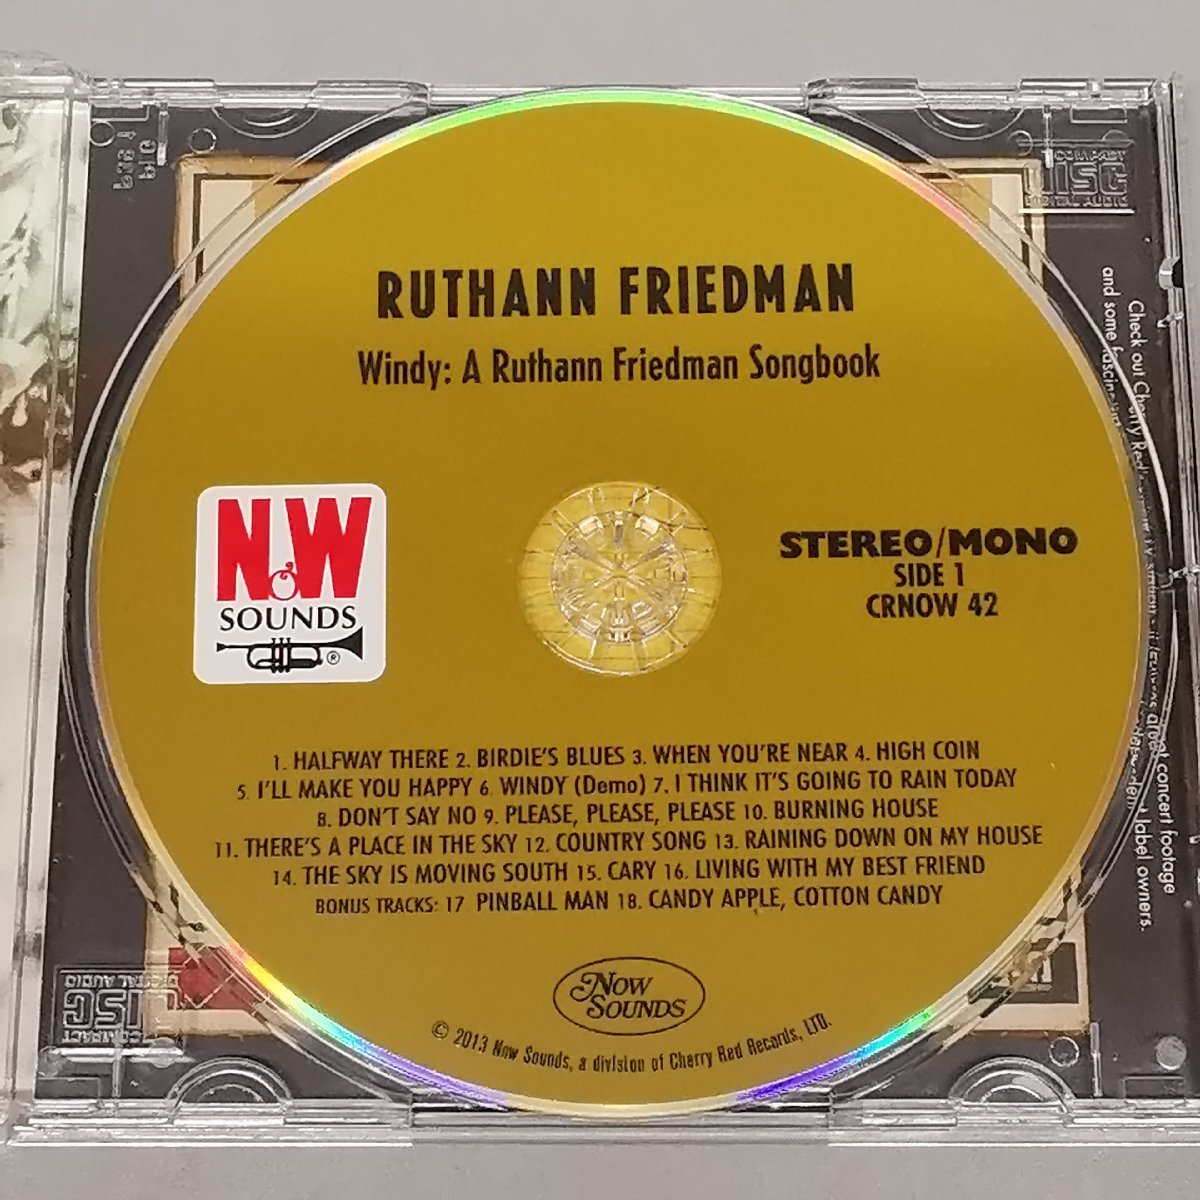 RUTHANN FRIEDMAN
Windy: A Ruthann Friedman Songbook
NOW
SOUNDS
®
STEREO/MONO
SIDE 1
CRNOW 42
1. HALFWAY THERE 2. BIRDIE'S BLUES 3. WHEN YOU'RE NEAR 4. HIGH COIN
5. I'LL MAKE YOU HAPPY 6. WINDY (Demo) 7. I THINK IT'S GOING TO RAIN TODAY
8. DON'T SAY NO 9. PLEASE, PLEASE, PLEASE 10. BURNING HOUSE
11. THERE'S A PLACE IN THE SKY 12. COUNTRY SONG 13. RAINING DOWN ON MY HOUSE
14. THE SKY IS MOVING SOUTH 15. CARY 16. LIVING WITH MY BEST FRIEND
BONUS TRACKS: 17 PINBALL MAN 18. CANDY APPLE, COTTON CANDY
NOW
SOUNDS
© 2013 Now Sounds, a division of Cherry Red Records, LTD.
COMPACT
DISC
DIGITAL AUDIO
Check out Cherry Red's
and some
concert footage
label owners.
COMPACT
DISC
DIGITAL AUDIO